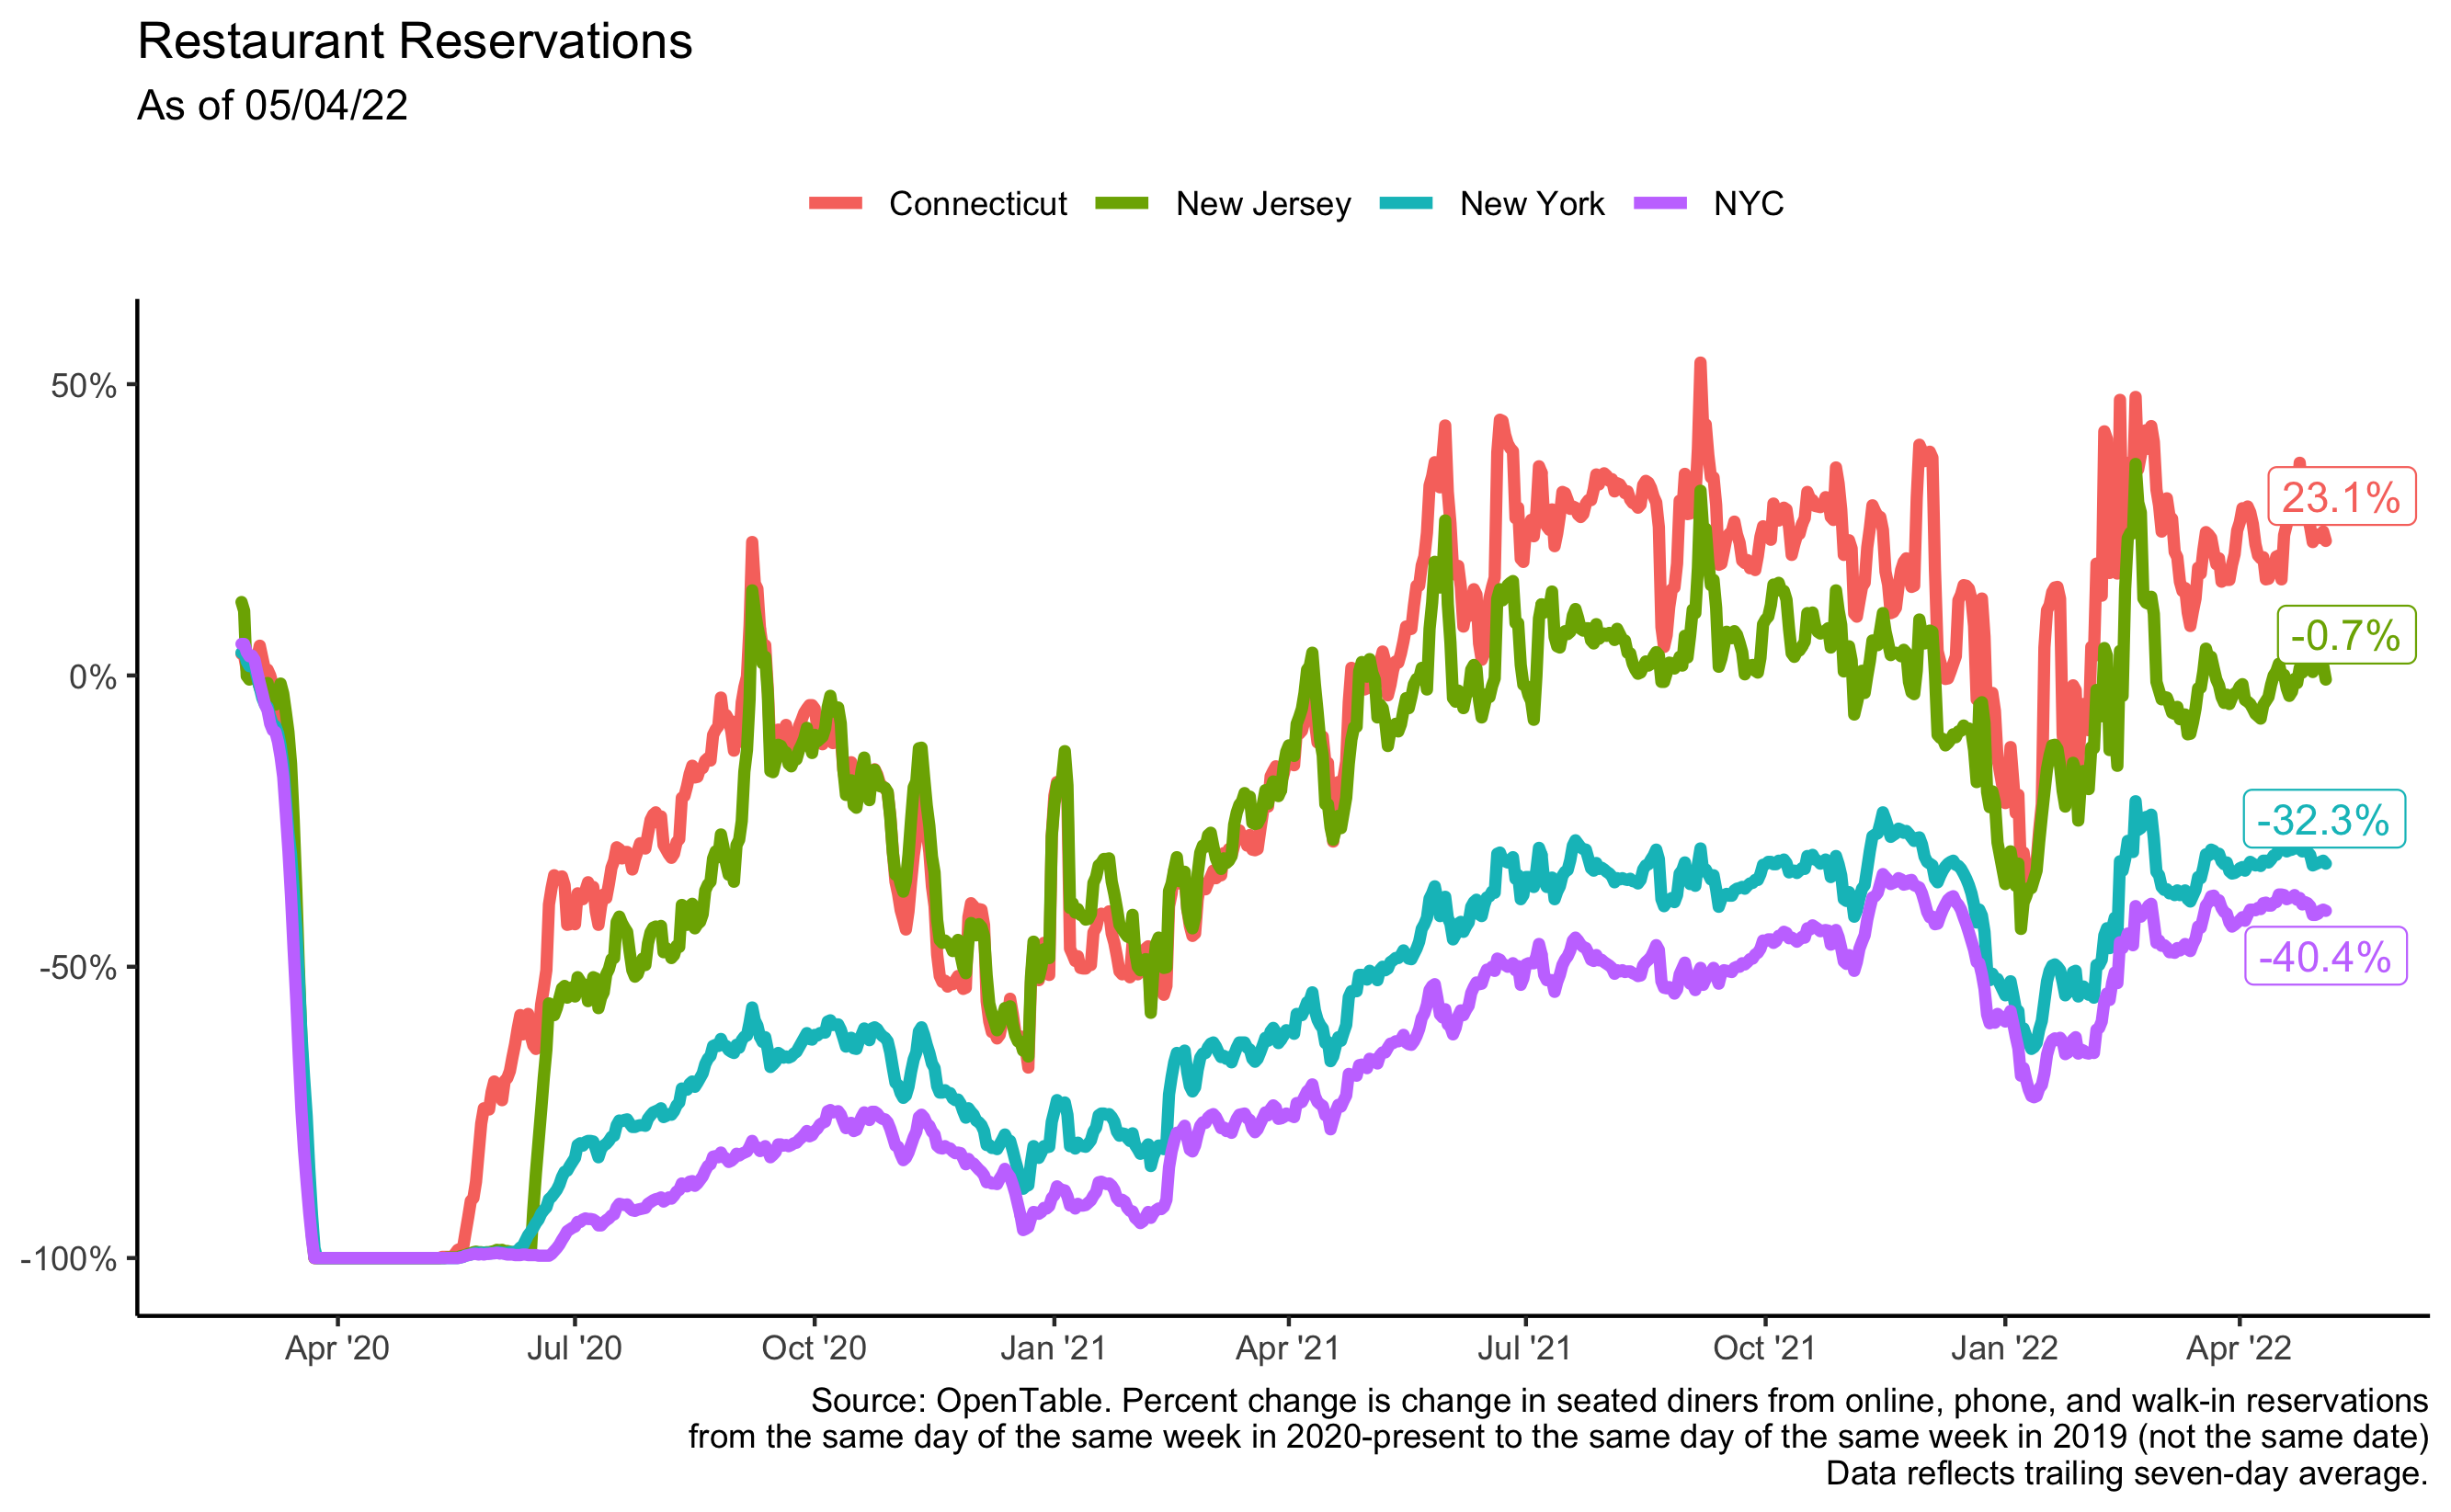 Restaurant Reservations
As of 05/04/22
Connecticut New Jersey New York NYC
50%
0%
-50%
-100%
23.1%
-0.7%
-32.3%
-40.4%
Apr '20 Jul '20 Oct '20 Jan '21 Apr '21 Jul '21 Oct '21 Jan '22 Apr '22
Source: OpenTable. Percent change is change in seated diners from online, phone, and walk-in reservations
from the same day of the same week in 2020-present to the same day of the same week in 2019 (not the same date)
Data reflects trailing seven-day average.